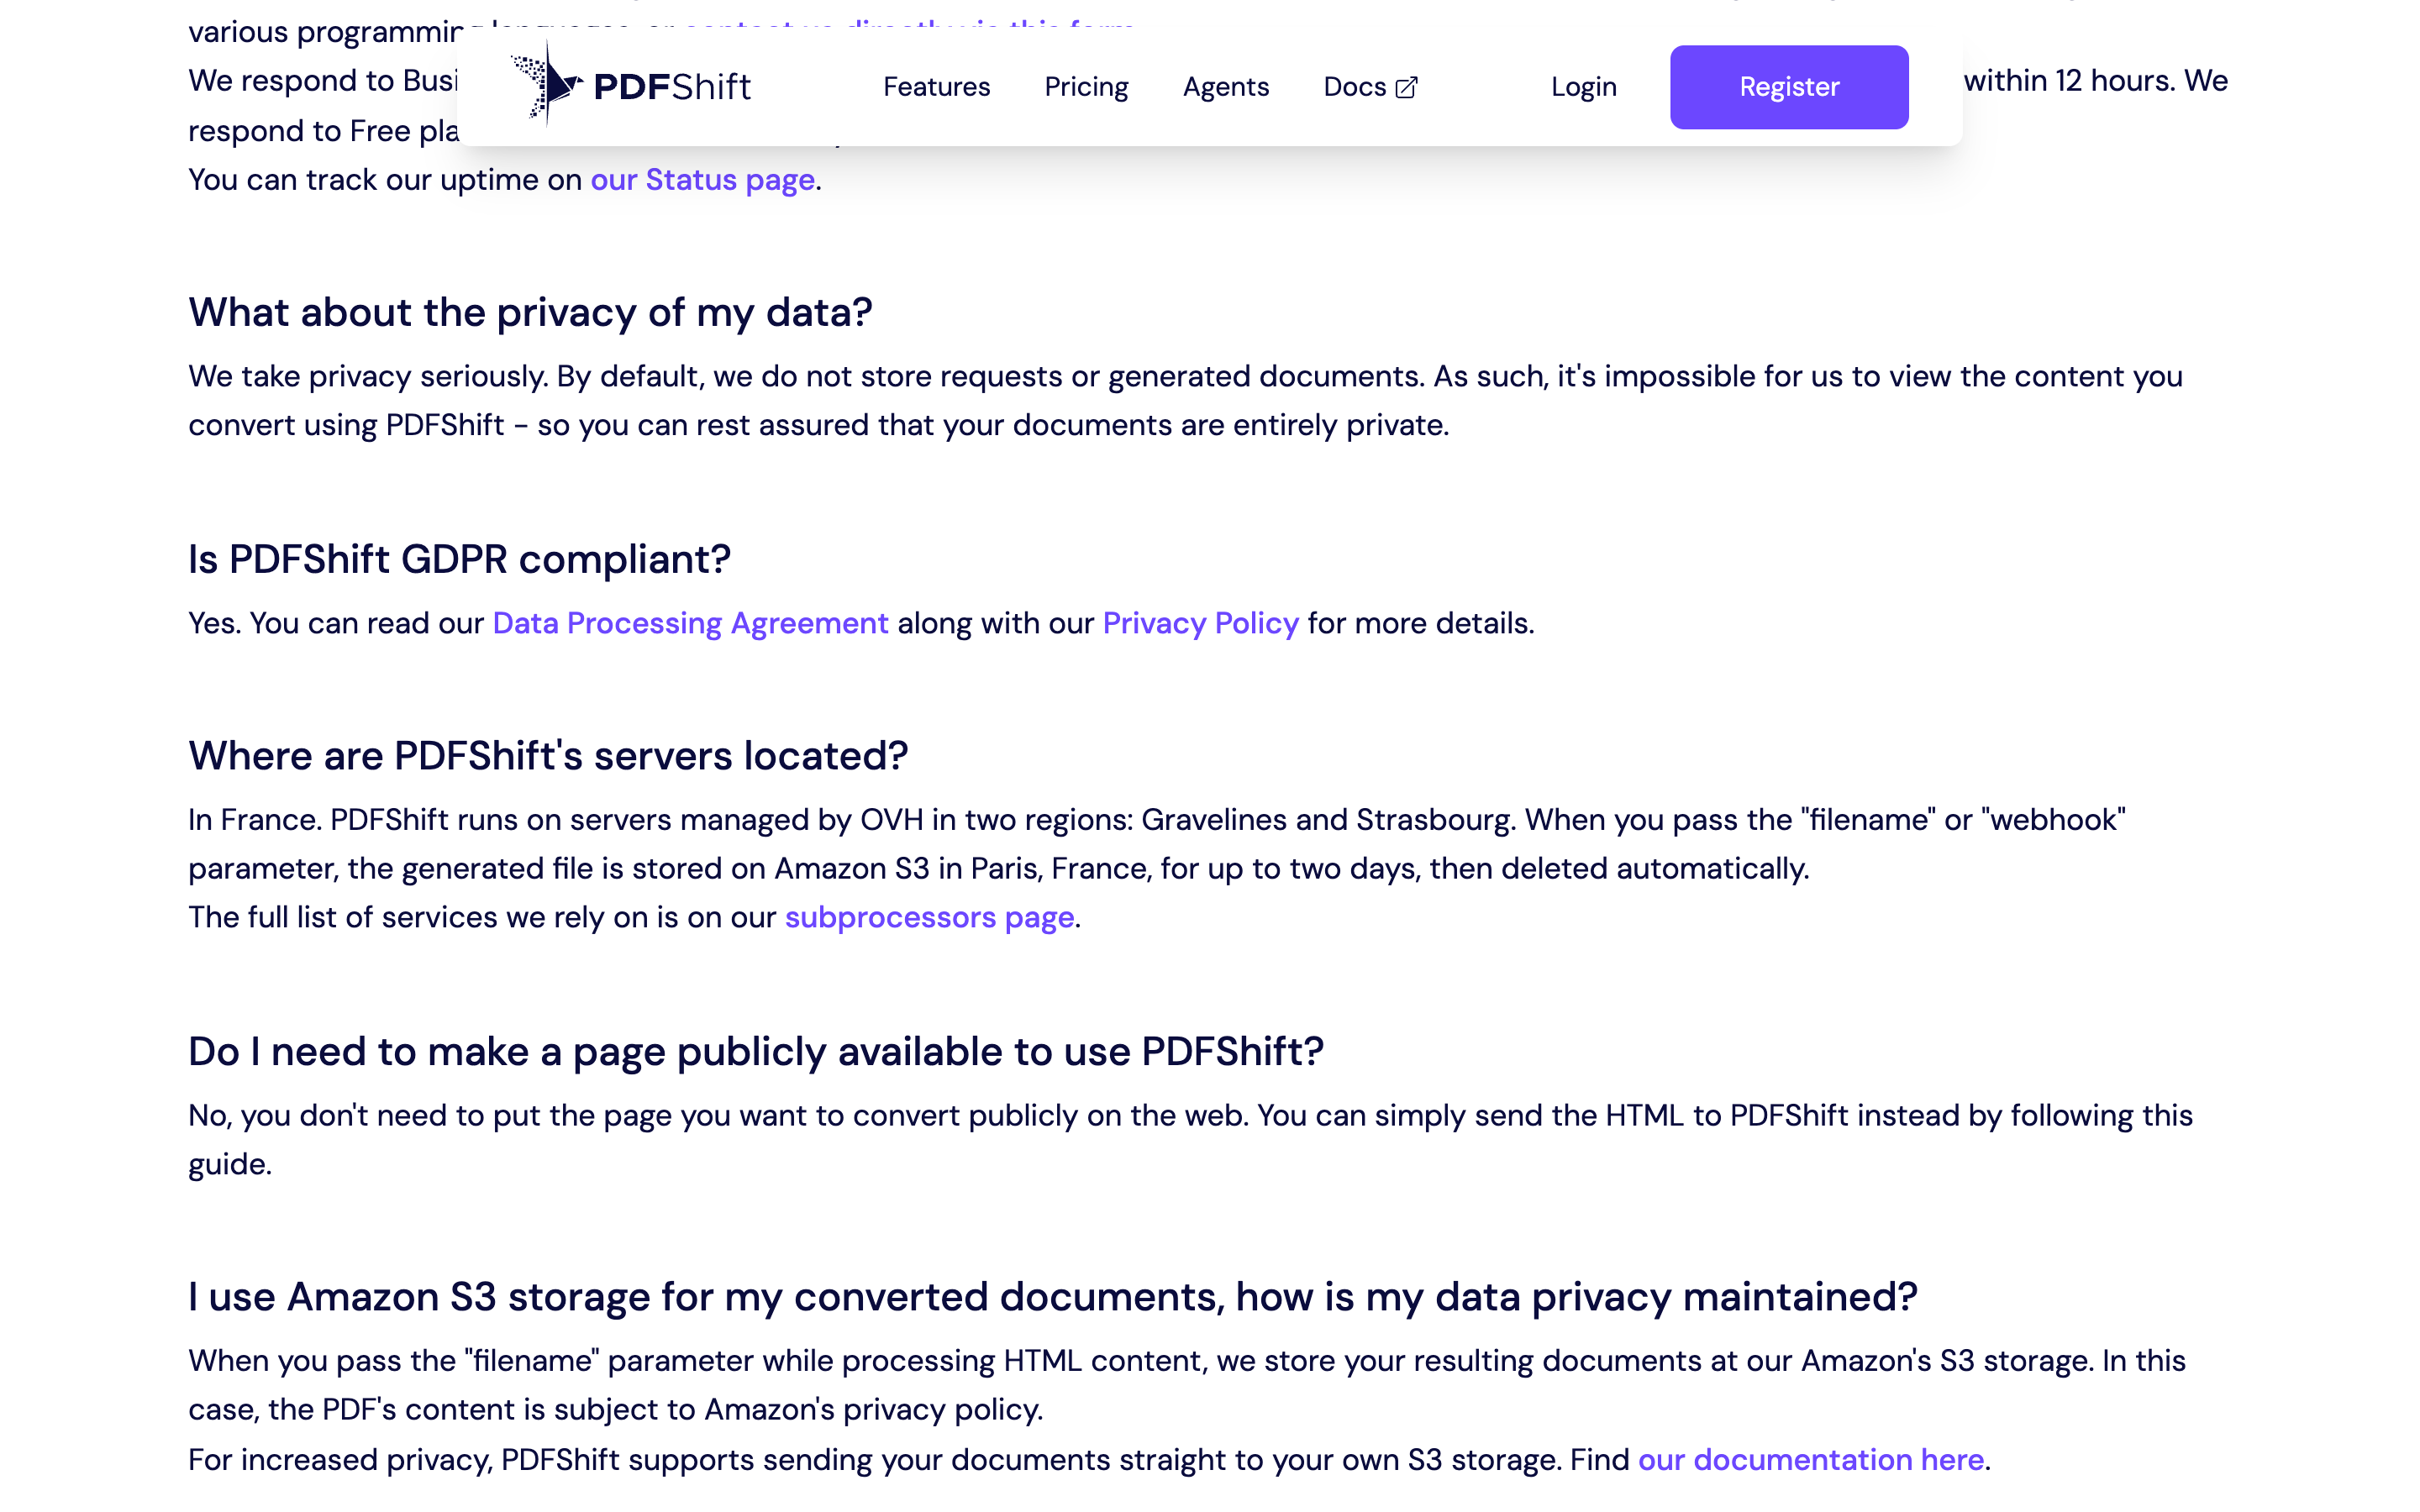 various programming
We respond to Busi within 12 hours. We
respond to Free pla
PDFShift Features Pricing Agents Docs Login Register
You can track our uptime on our Status page.
What about the privacy of my data?
We take privacy seriously. By default, we do not store requests or generated documents. As such, it's impossible for us to view the content you
convert using PDFShift - so you can rest assured that your documents are entirely private.
Is PDFShift GDPR compliant?
Yes. You can read our Data Processing Agreement along with our Privacy Policy for more details.
Where are PDFShift's servers located?
In France. PDFShift runs on servers managed by OVH in two regions: Gravelines and Strasbourg. When you pass the "filename" or "webhook"
parameter, the generated file is stored on Amazon S3 in Paris, France, for up to two days, then deleted automatically.
The full list of services we rely on is on our subprocessors page.
Do I need to make a page publicly available to use PDFShift?
No, you don't need to put the page you want to convert publicly on the web. You can simply send the HTML to PDFShift instead by following this
guide.
I use Amazon S3 storage for my converted documents, how is my data privacy maintained?
When you pass the "filename" parameter while processing HTML content, we store your resulting documents at our Amazon's S3 storage. In this
case, the PDF's content is subject to Amazon's privacy policy.
For increased privacy, PDFShift supports sending your documents straight to your own S3 storage. Find our documentation here.